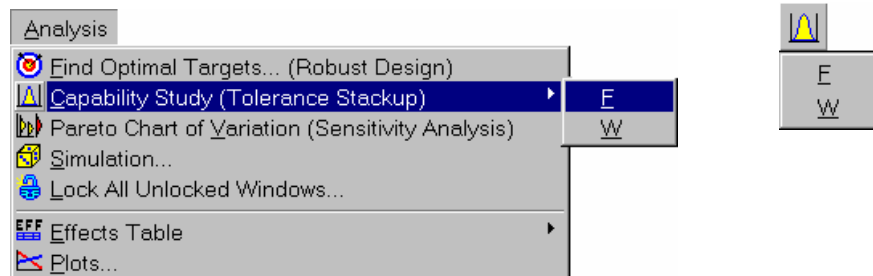 Analysis
Find Optimal Targets... (Robust Design)
Capability Study (Tolerance Stackup)
F
W
Pareto Chart of Variation (Sensitivity Analysis)
Simulation...
Lock All Unlocked Windows...
EFF Effects Table
Plots...
F
W